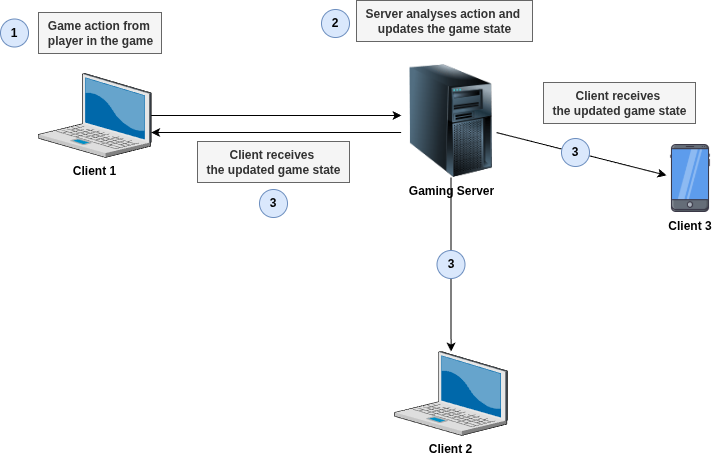 1
Game action from
player in the game
2
Server analyses action and
updates the game state
Client 1
Client receives
the updated game state
3
Gaming Server
Client receives
the updated game state
3
Client 3
3
Client 2